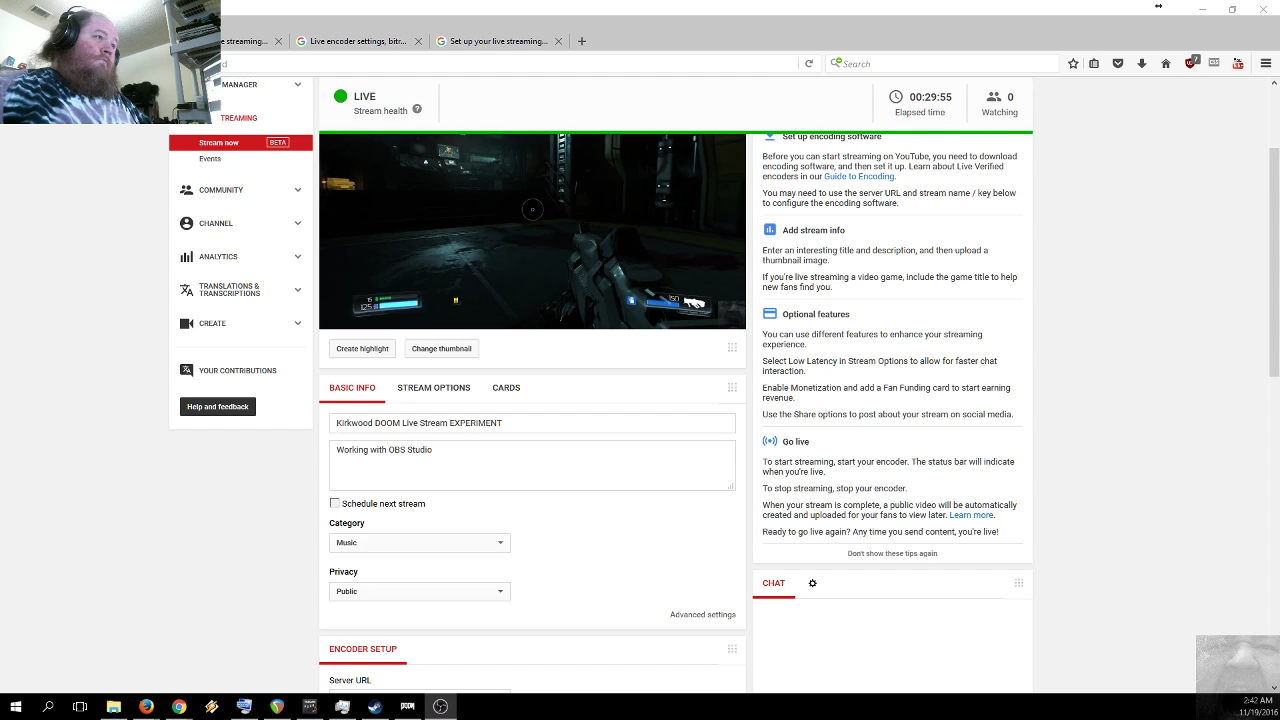 e streaming...
Live encoder settings, bitr...
Set up your live streaming...
d
Search
7
MANAGER
TREAMING
Stream now
BETA
Events
COMMUNITY
CHANNEL
ANALYTICS
TRANSLATIONS &
TRANSCRIPTIONS
CREATE
YOUR CONTRIBUTIONS
Help and feedback
LIVE
Stream health
00:29:55
Elapsed time
0
Watching
125
150
Create highlight
Change thumbnail
BASIC INFO
STREAM OPTIONS
CARDS
Kirkwood DOOM Live Stream EXPERIMENT
Working with OBS Studio
Schedule next stream
Category
Music
Privacy
Public
Advanced settings
ENCODER SETUP
Server URL
Set up encoding software
Before you can start streaming on YouTube, you need to download
encoding software, and then set it up. Learn about Live Verified
encoders in our Guide to Encoding.
You may need to use the server URL and stream name / key below
to configure the encoding software.
Add stream info
Enter an interesting title and description, and then upload a
thumbnail image.
If you're live streaming a video game, include the game title to help
new fans find you.
Optional features
You can use different features to enhance your streaming
experience.
Select Low Latency in Stream Options to allow for faster chat
interaction.
Enable Monetization and add a Fan Funding card to start earning
revenue.
Use the Share options to post about your stream on social media.
Go live
To start streaming, start your encoder. The status bar will indicate
when you're live.
To stop streaming, stop your encoder.
When your stream is complete, a public video will be automatically
created and uploaded for your fans to view later. Learn more.
Ready to go live again? Any time you send content, you're live!
Don't show these tips again
CHAT
2:42 AM
11/19/2016